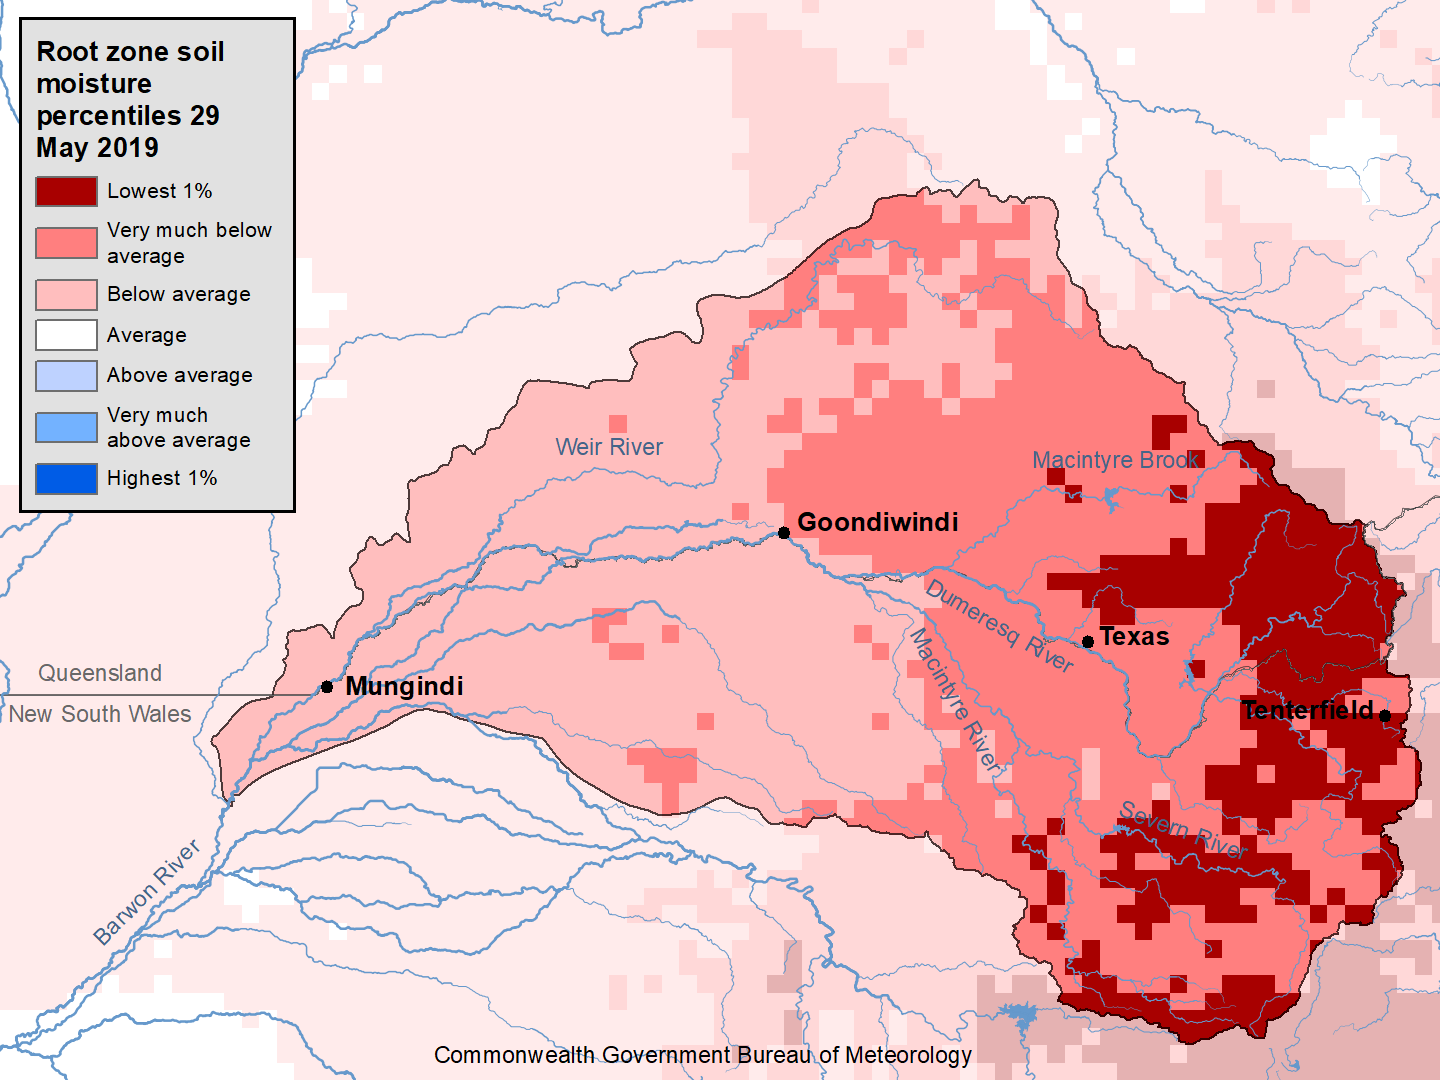 Root zone soil
moisture
percentiles 29
May 2019
Lowest 1%
Very much below
average
Below average
Average
Above average
Very much
above average
Highest 1%
Weir River
Macintyre Brook
Goondiwindi
Dumeresq River
Texas
Macintyre River
Queensland
Mungindi
New South Wales
Tenterfield
Severn River
Barwon River
Commonwealth Government Bureau of Meteorology